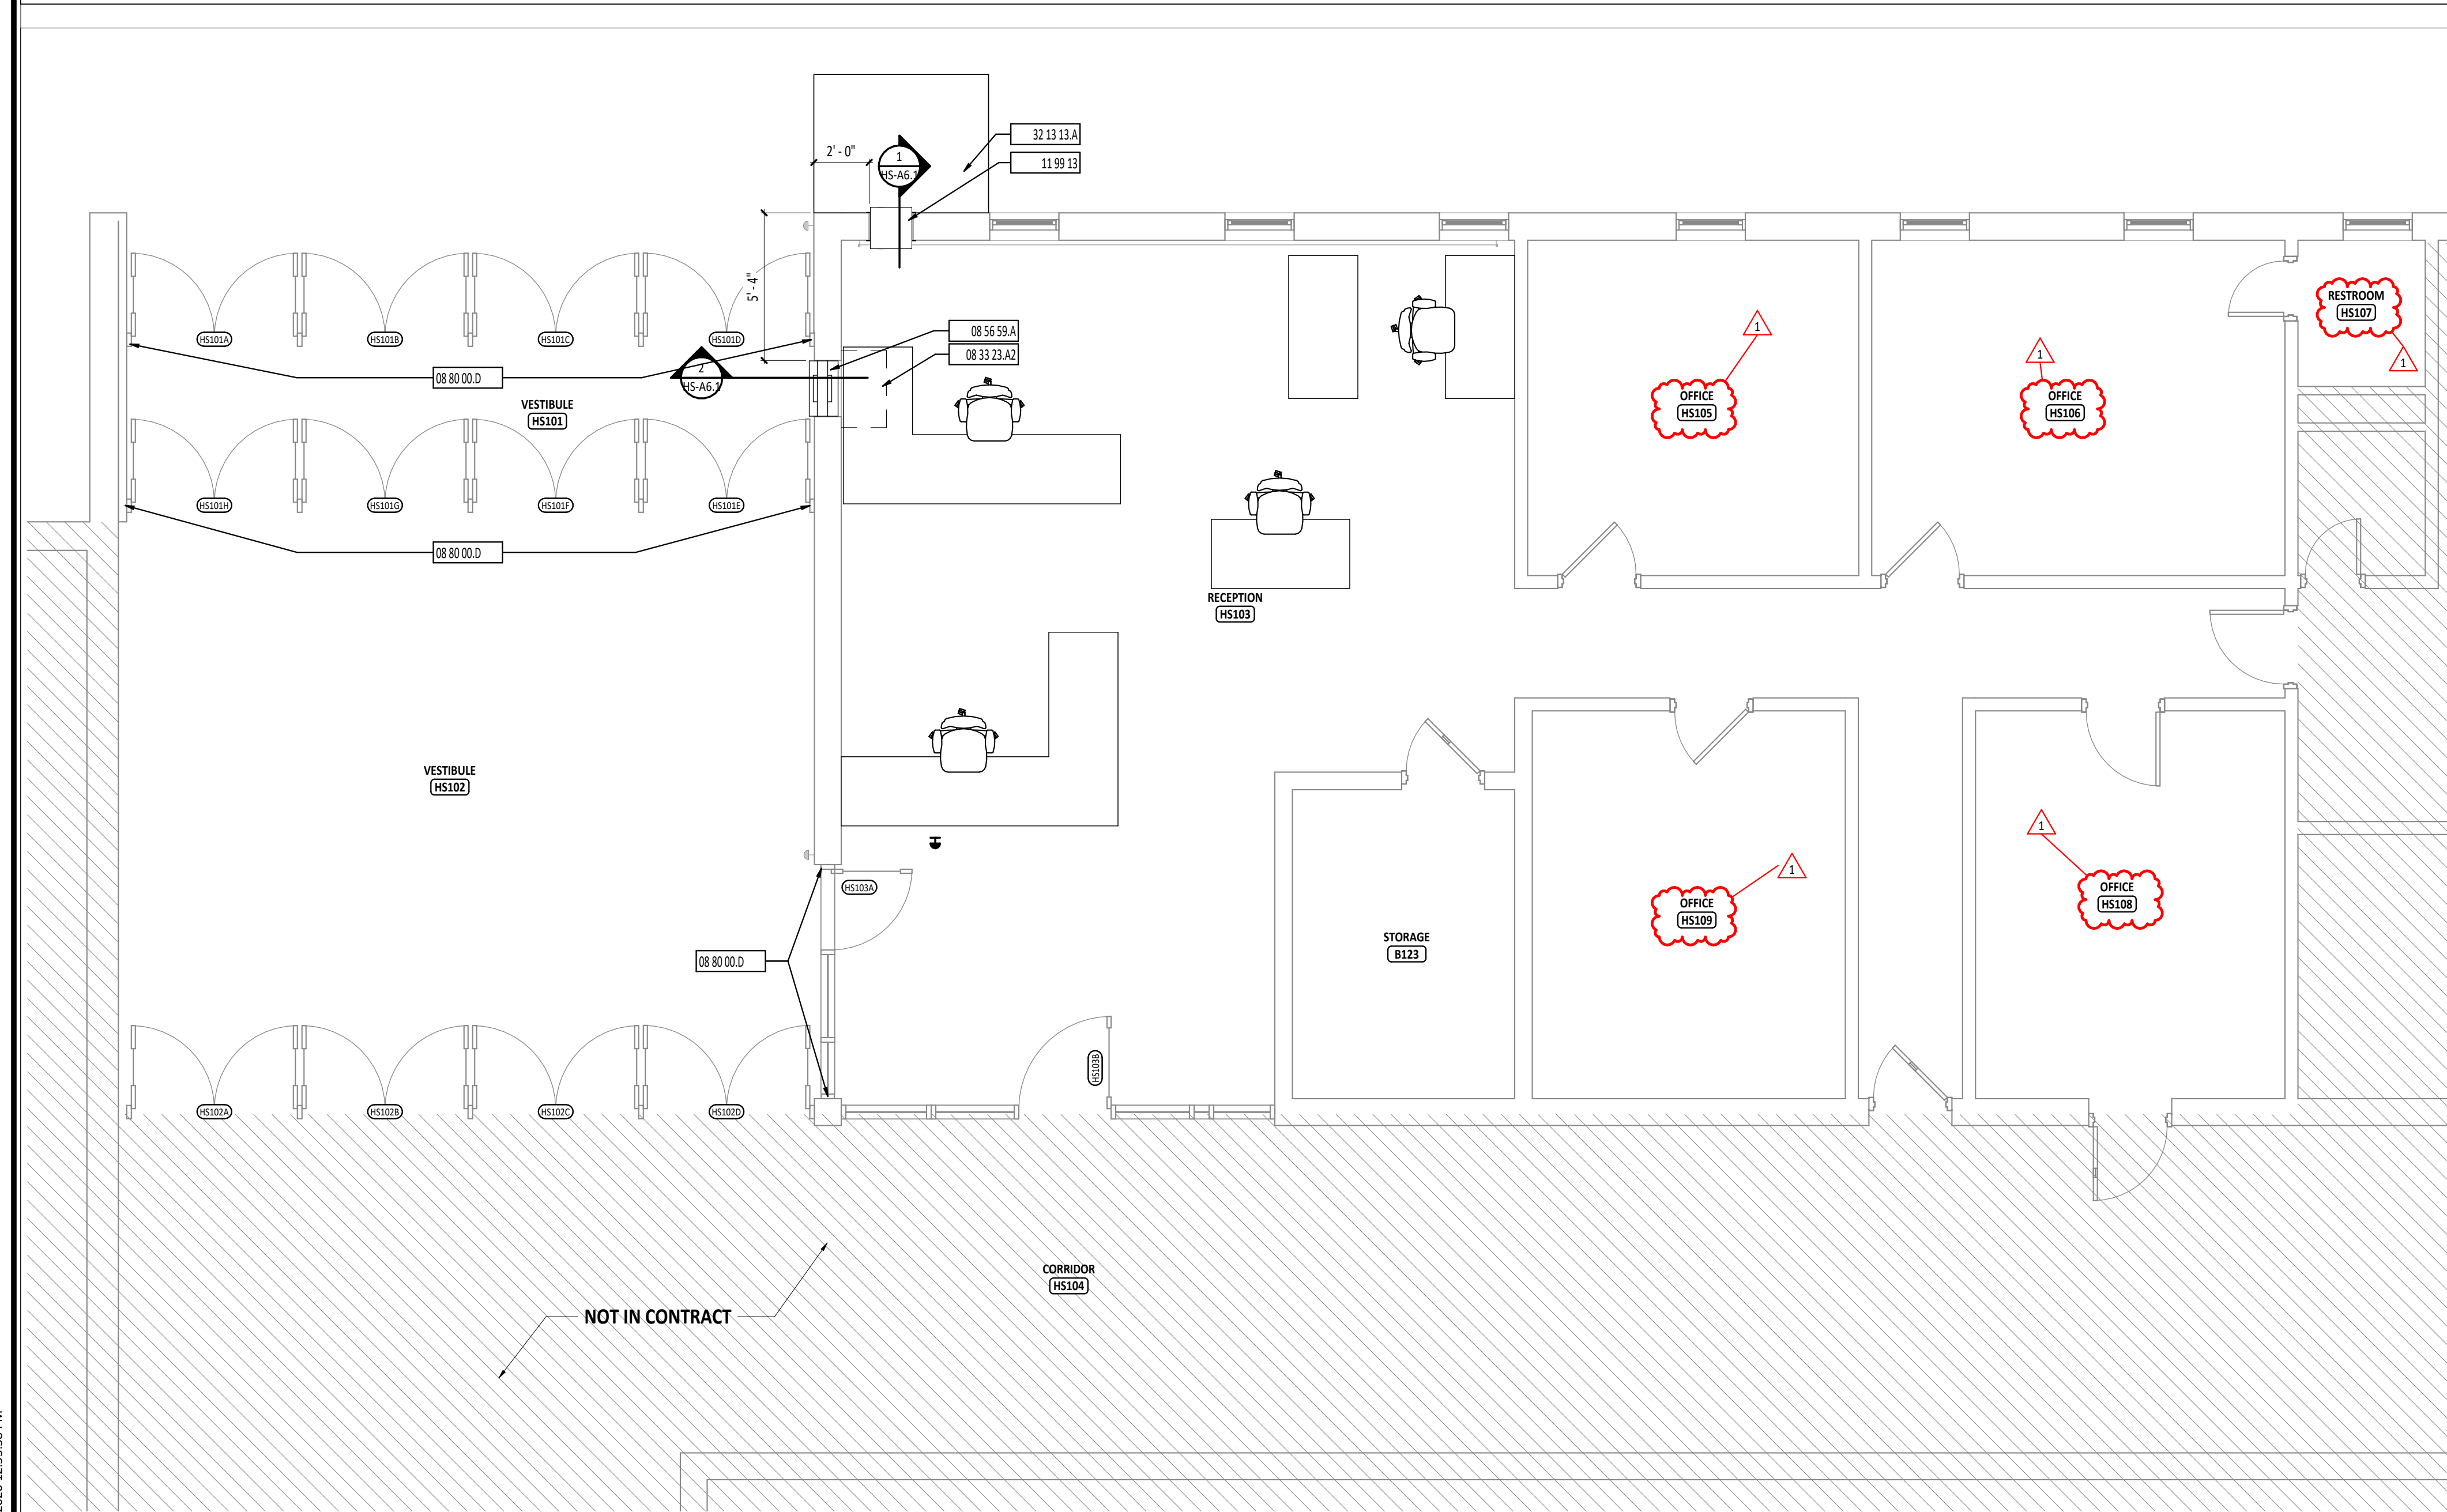 32 13 13.A
2' - 0"
1
HS-A6.1
11 99 13
5' - 4"
RESTROOM
HS107
1
1
1
08 56 59.A
HS101A
HS101B
HS101C
HS101D
08 33 23.A2
2
HS-A6.1
08 80 00.D
VESTIBULE
HS101
OFFICE
HS105
OFFICE
HS106
HS101H
HS101G
HS101F
HS101E
08 80 00.D
RECEPTION
HS103
VESTIBULE
HS102
1
1
HS103A
OFFICE
HS109
OFFICE
HS108
STORAGE
B123
08 80 00.D
HS103B
HS102A
HS102B
HS102C
HS102D
CORRIDOR
HS104
NOT IN CONTRACT